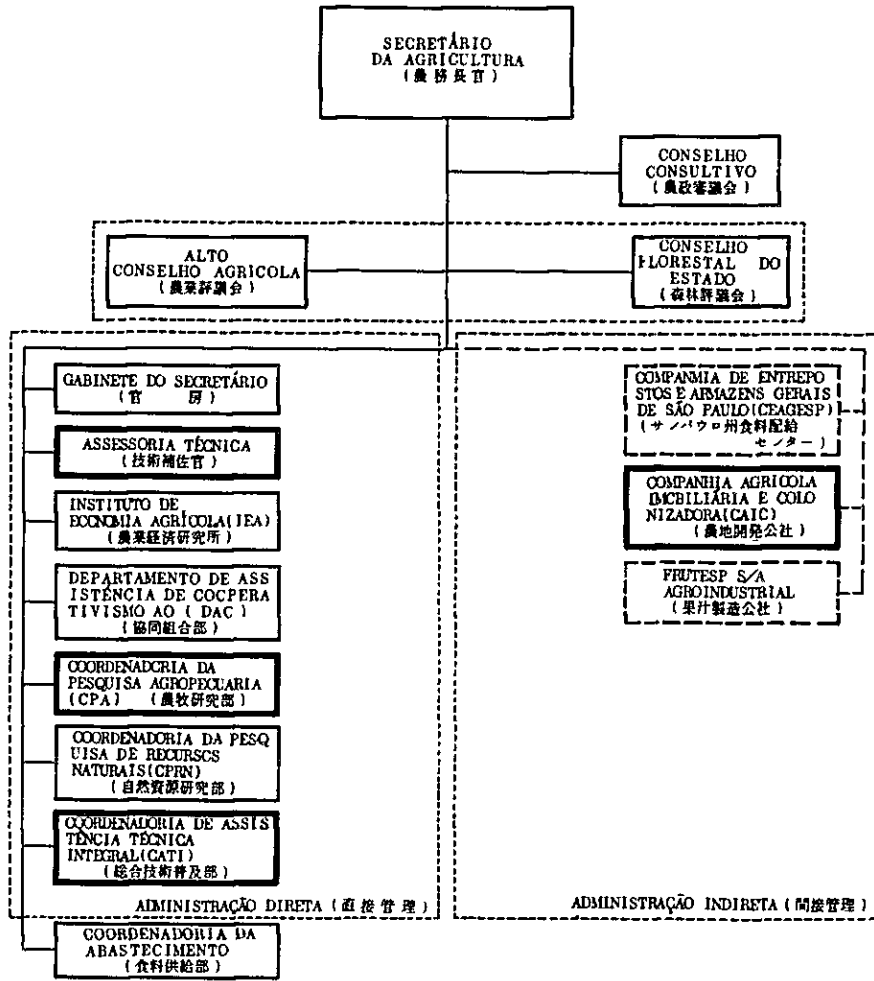 SECRETÁRIO
DA AGRICULTURA
(農務長官)
CONSELHO
CONSULTIVO
(農政審議会)
ALTO
CONSELHO AGRICOLA
(農業評議会)
CONSELHO
FLORESTAL DO
ESTADO
(森林評議会)
GABINETE DO SECRETÁRIO
(官 房)
ASSESSORIA TÉCNICA
(技術補佐官)
INSTITUTO DE
ECONOMIA AGRÍCOLA(IEA)
(農業経済研究所)
DEPARTAMENTO DE ASS
ISTÊNCIA DE COCPERA
TIVISMO AO (DAC)
(協同組合部)
COORDENADCRIA DA
PESQUISA AGROPECUARIA
(CPA) (農牧研究部)
COORDENADORIA DA PESQ
UISA DE RECURSCS
NATURAIS(CPRN)
(自然資源研究部)
COORDENADORIA DE ASSIS
TÊNCIA TÉCNICA
INTEGRAL(CATI)
(総合技術普及部)
ADMINISTRAÇÃO DIRETA (直接管理)
COORDENADORIA DA
ABASTECIMENTO
(食料供給部)
COMPANMIA DE ENTREPO
STOS E ARMAZENS GERAIS
DE SÃO PAULO(CEAGESP)
(サンパウロ州食料配給
センター)
COMPANHIA AGRICOLA
IMCBILIÁRIA E COLO
NIZADORA(CAIC)
(農地開発公社)
FRUTESP S/A
AGROINDUSTRIAL
(果汁製造公社)
ADMINISTRAÇÃO INDIRETA (間接管理)